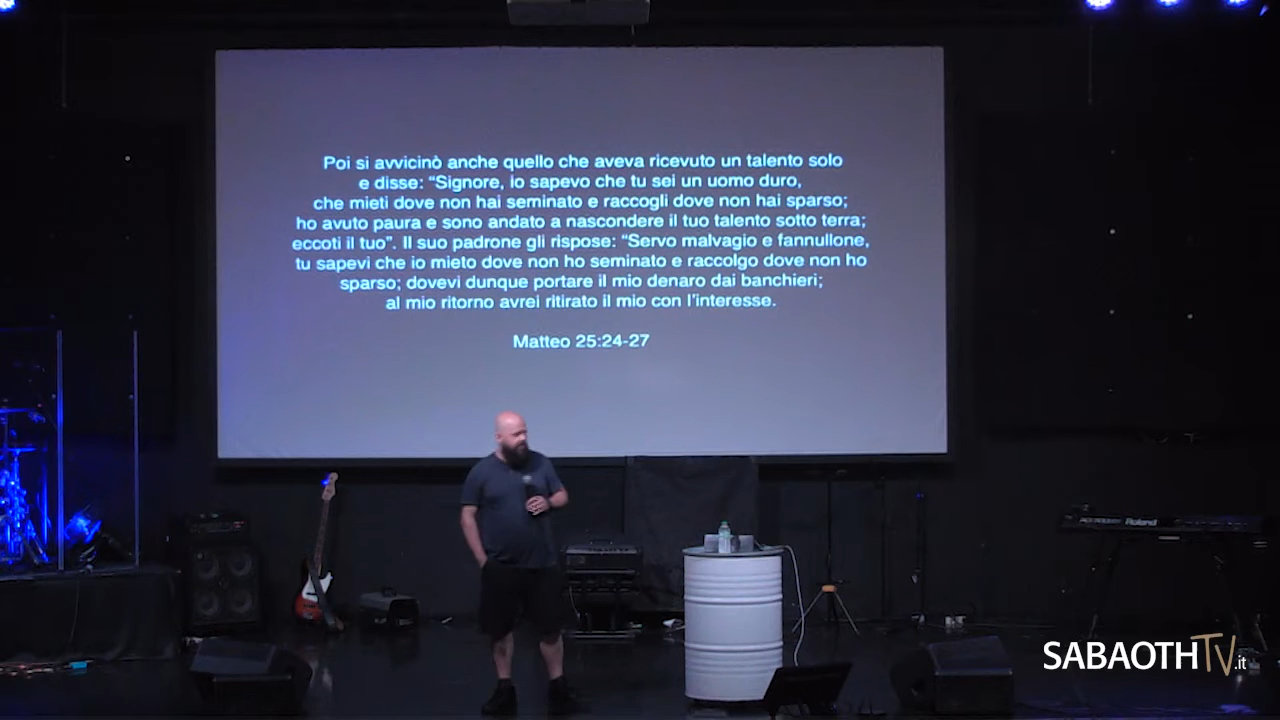 Poi si avvicinò anche quello che aveva ricevuto un talento solo
e disse: “Signore, io sapevo che tu sei un uomo duro,
che mieti dove non hai seminato e raccogli dove non hai sparso;
ho avuto paura e sono andato a nascondere il tuo talento sotto terra;
eccoti il tuo”. Il suo padrone gli rispose: “Servo malvagio e fannullone,
tu sapevi che io mieto dove non ho seminato e raccolgo dove non ho
sparso; dovevi dunque portare il mio denaro dai banchieri;
al mio ritorno avrei ritirato il mio con l’interesse.
Matteo 25:24-27
Roland
SABAOTHTV.it